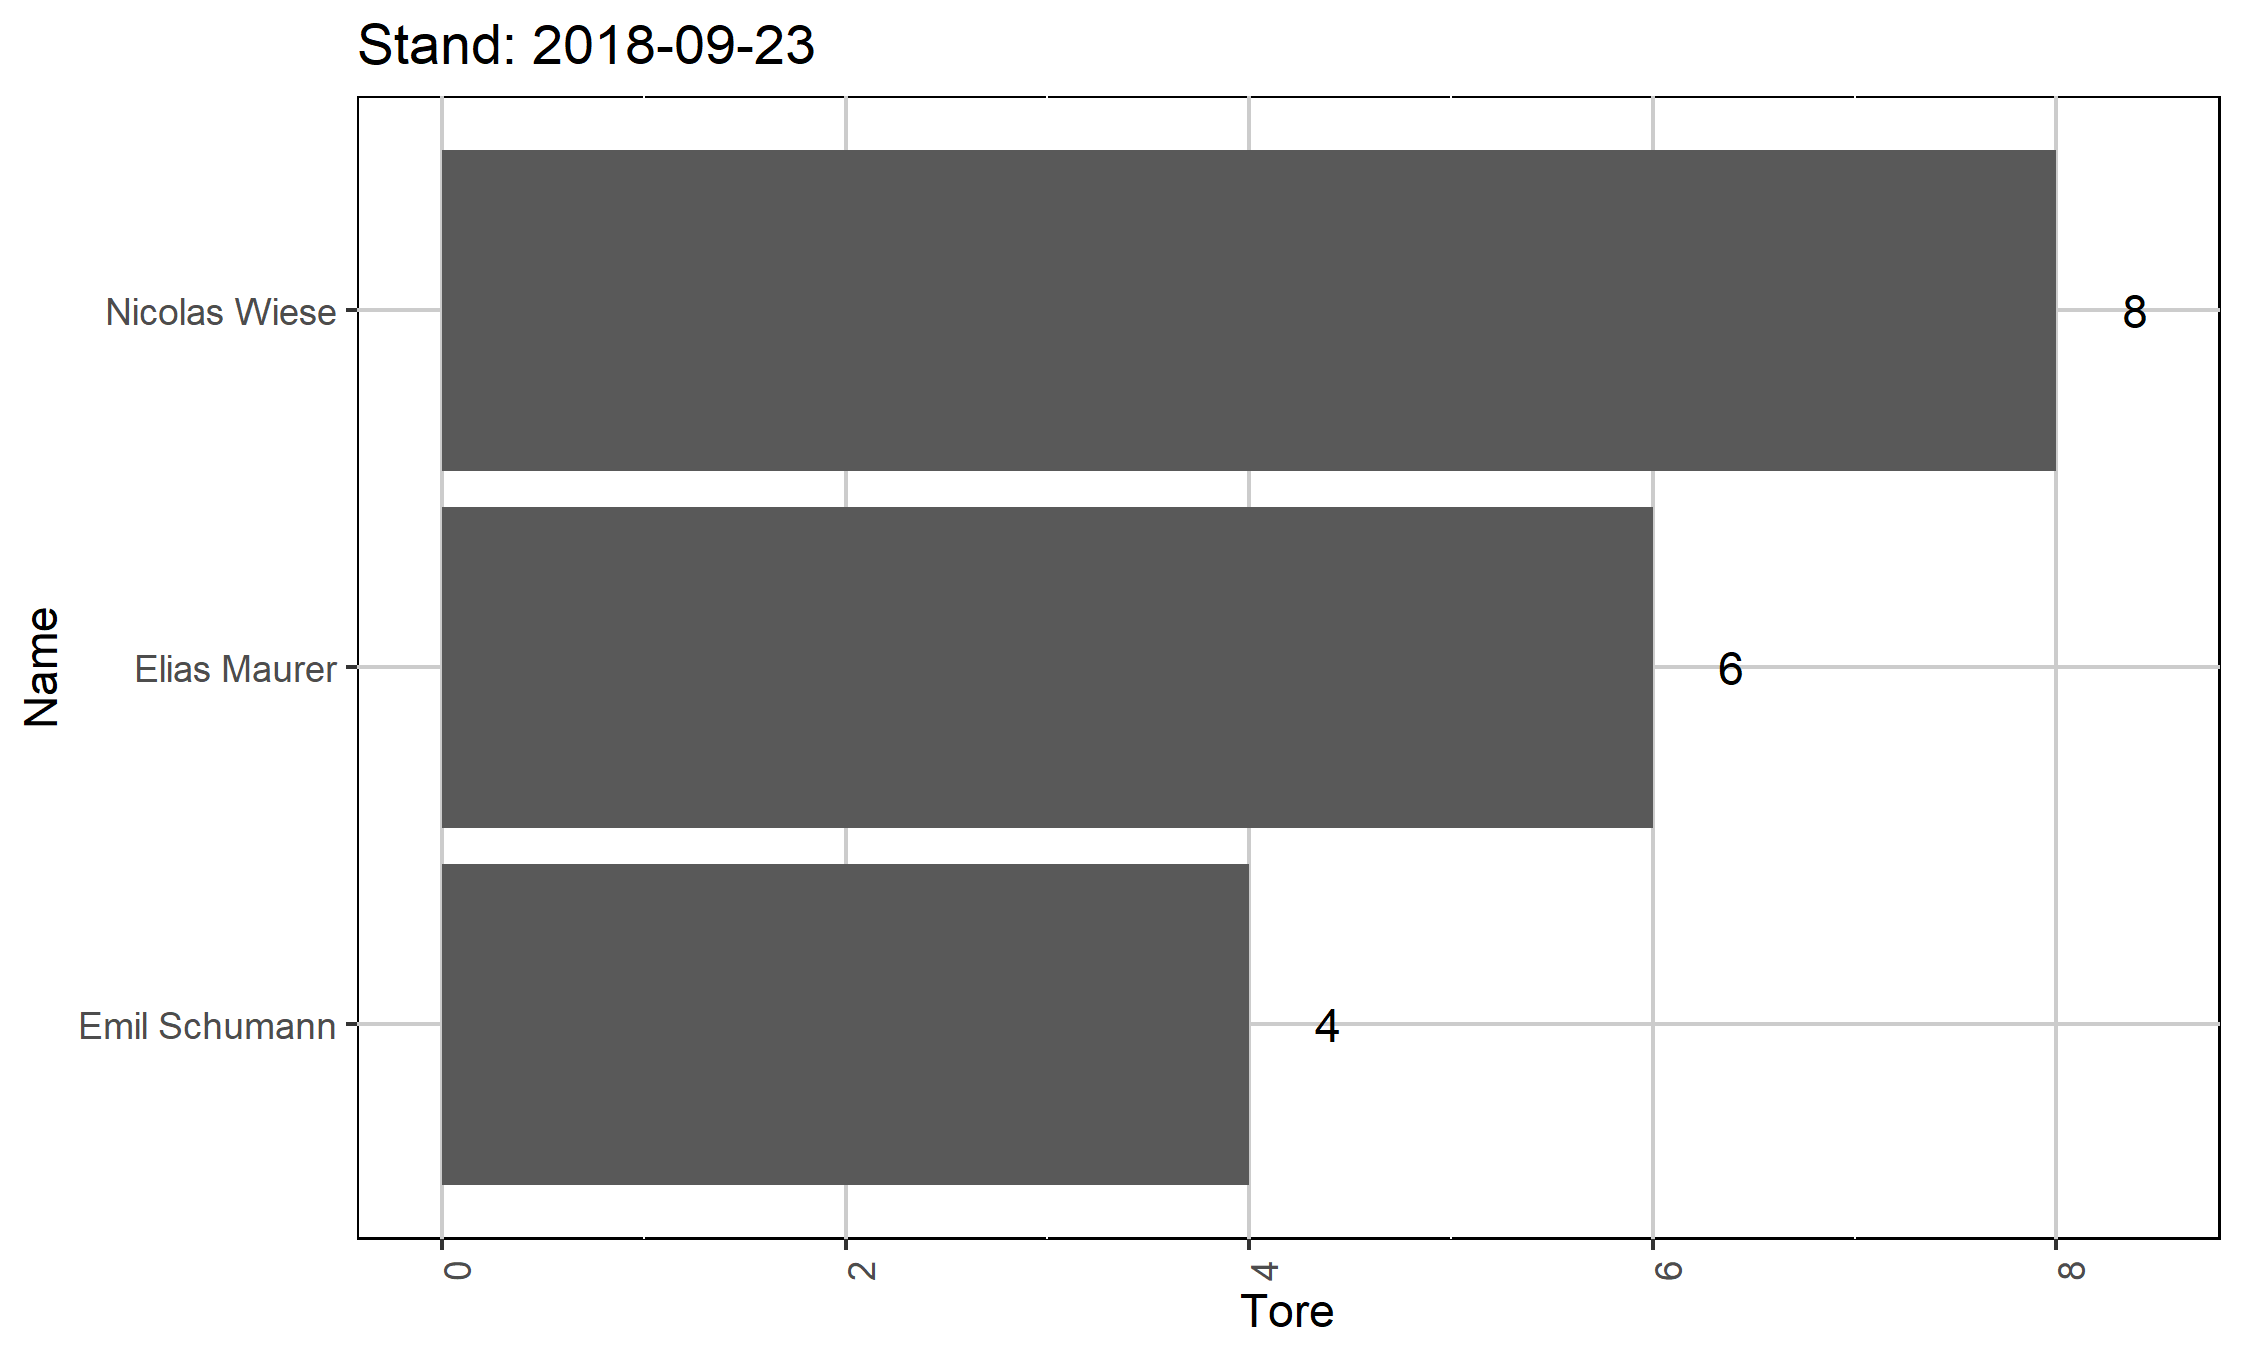 Stand: 2018-09-23
Name
Nicolas Wiese
8
Elias Maurer
6
Emil Schumann
4
0 2 4 6 8
Tore